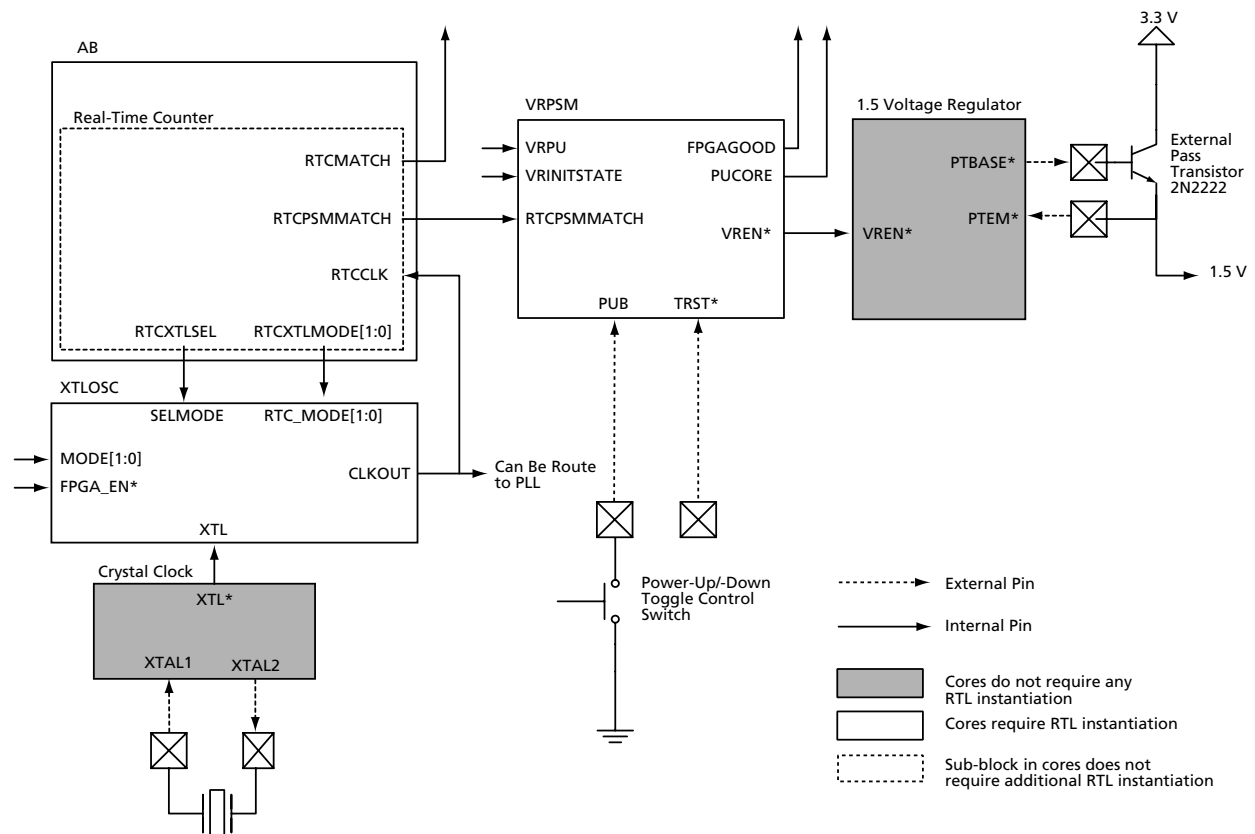 AB
Real-Time Counter
RTCMATCH
RTCPSMMATCH
RTCCLK
RTCXTLSEL
RTCXTLMODE[1:0]
XTLOSC
SELMODE
RTC_MODE[1:0]
MODE[1:0]
FPGA_EN*
CLKOUT
XTL
Can Be Route
to PLL
Crystal Clock
XTL*
XTAL1
XTAL2
VRPSM
VRPU
VRINITSTATE
RTCPSMMATCH
FPGAGOOD
PUCORE
VREN*
PUB
TRST*
Power-Up/-Down
Toggle Control
Switch
1.5 Voltage Regulator
PTBASE*
PTEM*
VREN*
3.3 V
External
Pass
Transistor
2N2222
1.5 V
External Pin
Internal Pin
Cores do not require any
RTL instantiation
Cores require RTL instantiation
Sub-block in cores does not
require additional RTL instantiation